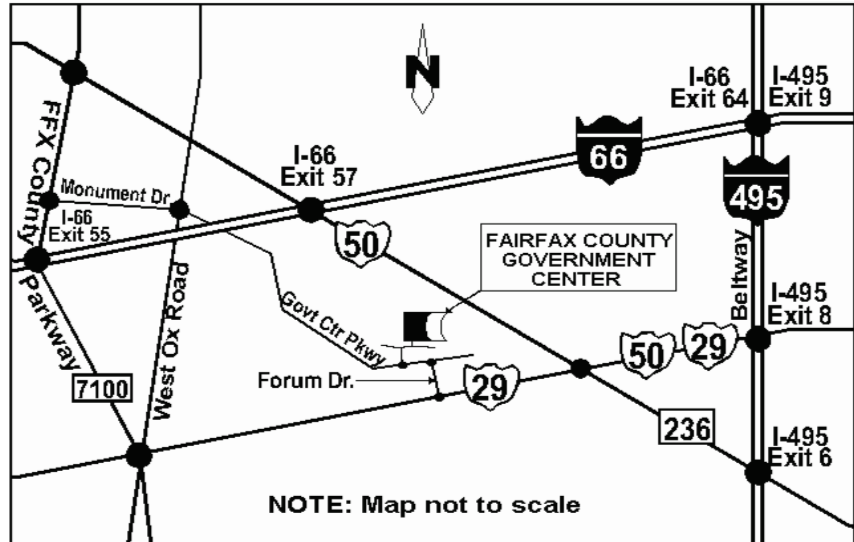 N
I-66
Exit 64
I-495
Exit 9
FFX County
Parkway
I-66
Exit 57
66
495
Monument Dr.
I-66
Exit 55
50
FAIRFAX COUNTY
GOVERNMENT
CENTER
Beltway
I-495
Exit 8
West Ox Road
Govt Ctr Pkwy
50
29
7100
Forum Dr.
29
236
I-495
Exit 6
NOTE: Map not to scale